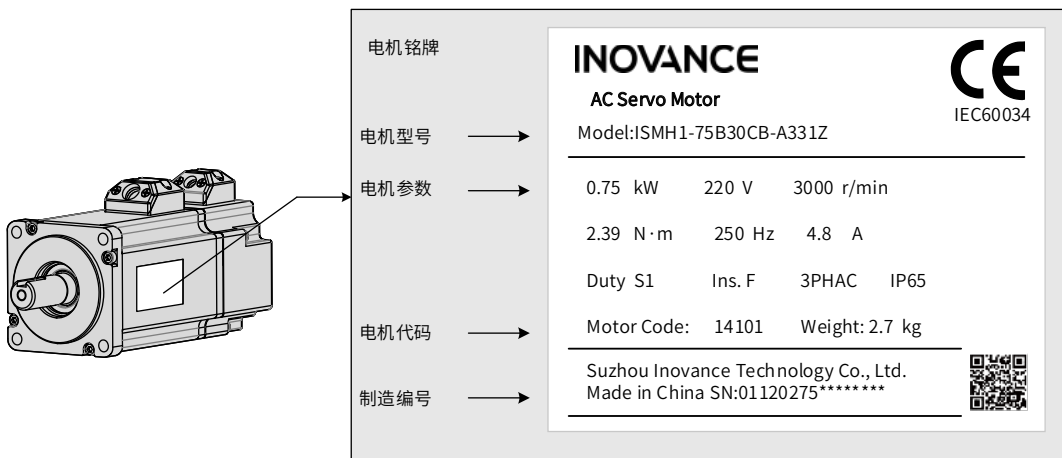 电机铭牌
INOVANCE
CE
AC Servo Motor
IEC60034
电机型号
Model:ISMH1-75B30CB-A331Z
电机参数
0.75 kW 220 V 3000 r/min
2.39 N·m 250 Hz 4.8 A
Duty S1 Ins. F 3PHAC IP65
电机代码
Motor Code: 14101 Weight: 2.7 kg
Suzhou Inovance Technology Co., Ltd.
制造编号
Made in China SN:01120275********